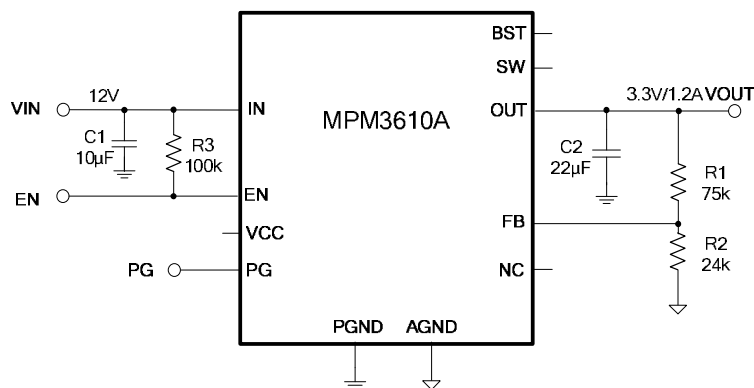 BST
SW
VIN
12V
IN
MPM3610A
OUT
3.3V/1.2A VOUT
C1
10µF
R3
100k
C2
22µF
R1
75k
EN
EN
FB
VCC
R2
24k
PG
PG
NC
PGND
AGND